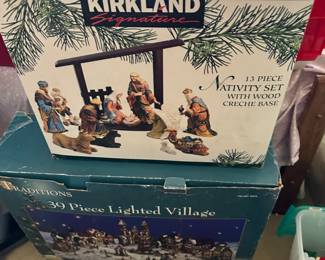 KIRKLAND
Signature
13 PIECE
NATIVITY SET
WITH WOOD
CRECHE BASE
TRADITIONS
39 Piece Lighted Village